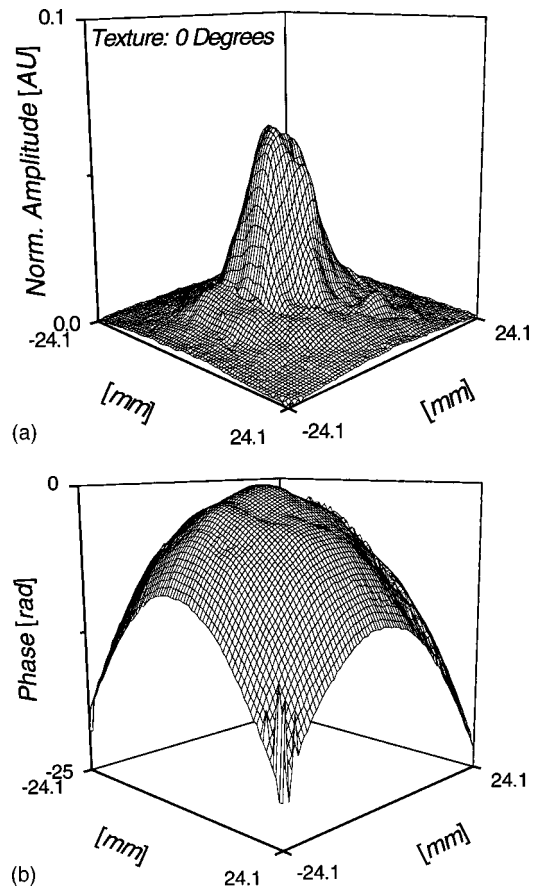 0.1
Texture: 0 Degrees
Norm. Amplitude [AU]
0.0
-24.1
24.1
[mm]
[mm]
24.1
-24.1
(a)
0
Phase [rad]
-25
-24.1
24.1
[mm]
[mm]
24.1
-24.1
(b)